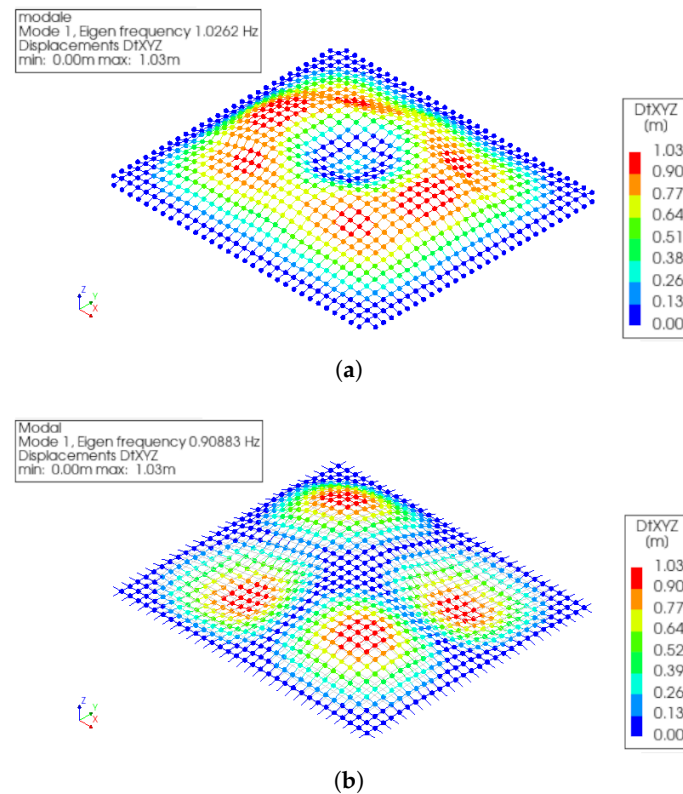 modale
Mode 1, Eigen frequency 1.0262 Hz
Displacements DtXYZ
min: 0.00m max: 1.03m
DtXYZ
(m)
1.03
0.90
0.77
0.64
0.51
0.38
0.26
0.13
0.00
Z
Y
X
(a)
Modal
Mode 1, Eigen frequency 0.90883 Hz
Displacements DtXYZ
min: 0.00m max: 1.03m
DtXYZ
(m)
1.03
0.90
0.77
0.64
0.52
0.39
0.26
0.13
0.00
Z
Y
X
(b)